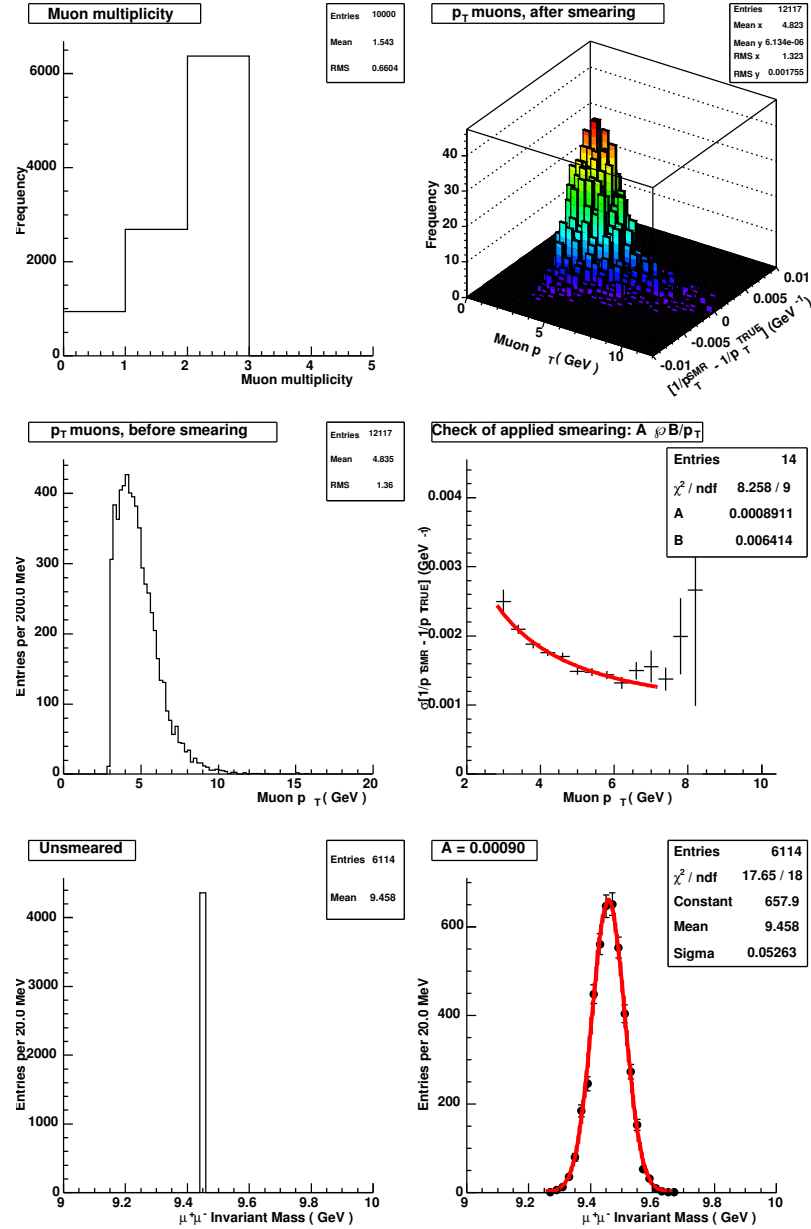 Muon multiplicity
Entries 10000
Mean 1.543
RMS 0.6604
Frequency
6000
4000
2000
0
0 1 2 3 4 5
Muon multiplicity
p_T muons, after smearing
Entries 12117
Mean x 4.823
Mean y 6.134e-06
RMS x 1.323
RMS y 0.001755
Frequency
40
30
20
10
0
0 5 10
Muon p_T (GeV)
-0.01 -0.005 0 0.005 0.01
[1/p_T^SMR - 1/p_T^TRUE] (GeV^-1)
p_T muons, before smearing
Entries 12117
Mean 4.835
RMS 1.36
Entries per 200.0 MeV
400
300
200
100
0
0 5 10 15 20
Muon p_T (GeV)
Check of applied smearing: A ℘ B/p_T
Entries 14
χ² / ndf 8.258 / 9
A 0.0008911
B 0.006414
σ[1/p^SMR - 1/p^TRUE] (GeV^-1)
0.004
0.003
0.002
0.001
0
2 4 6 8 10
Muon p_T (GeV)
Unsmeared
Entries 6114
Mean 9.458
Entries per 20.0 MeV
4000
3000
2000
1000
0
9 9.2 9.4 9.6 9.8 10
μ⁺μ⁻ Invariant Mass (GeV)
A = 0.00090
Entries 6114
χ² / ndf 17.65 / 18
Constant 657.9
Mean 9.458
Sigma 0.05263
Entries per 20.0 MeV
600
400
200
0
9 9.2 9.4 9.6 9.8 10
μ⁺μ⁻ Invariant Mass (GeV)